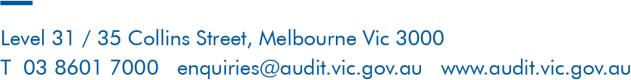 Level 31 / 35 Collins Street, Melbourne Vic 3000
T 03 8601 7000 enquiries@audit.vic.gov.au www.audit.vic.gov.au